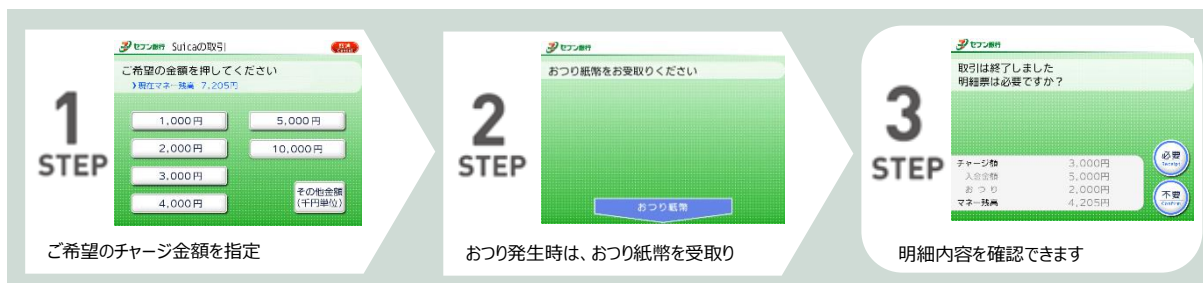 1
STEP
セブン銀行 Suicaの取引
ご希望の金額を押してください
現在マネー残高 7,205円
1,000円
5,000円
2,000円
10,000円
3,000円
4,000円
その他金額
(千円単位)
ご希望のチャージ金額を指定
2
STEP
セブン銀行
おつり紙幣をお受取りください
おつり紙幣
おつり発生時は、おつり紙幣を受取り
3
STEP
セブン銀行
取引は終了しました
明細票は必要ですか?
チャージ額 3,000円
入金金額 5,000円
おつり 2,000円
マネー残高 4,205円
必要
Receipt
不要
明細内容を確認できます